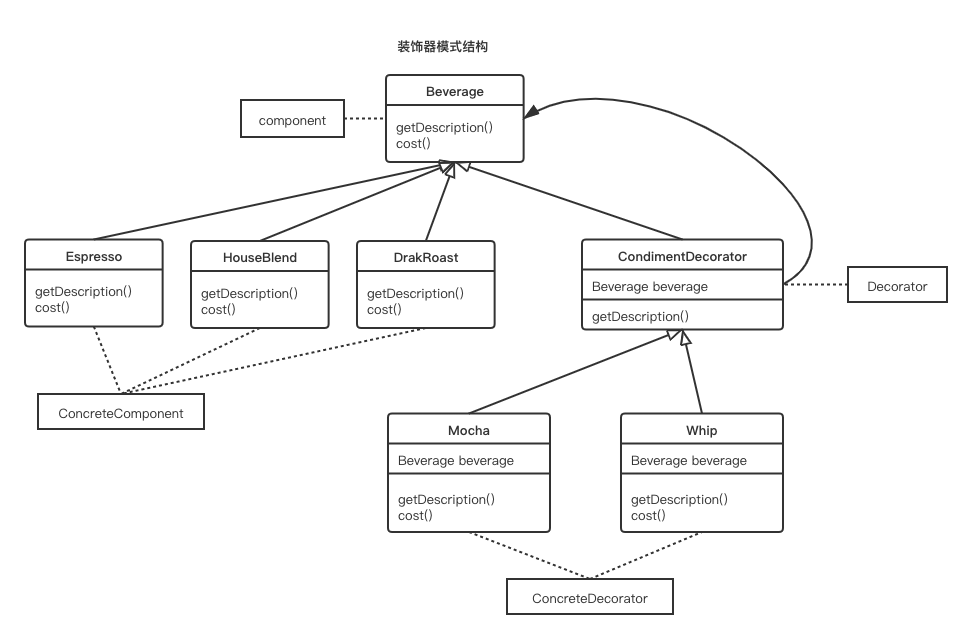 装饰器模式结构
Beverage
component
getDescription()
cost()
Espresso
getDescription()
cost()
HouseBlend
getDescription()
cost()
DrakRoast
getDescription()
cost()
CondimentDecorator
Beverage beverage
getDescription()
Decorator
ConcreteComponent
Mocha
Beverage beverage
getDescription()
cost()
Whip
Beverage beverage
getDescription()
cost()
ConcreteDecorator